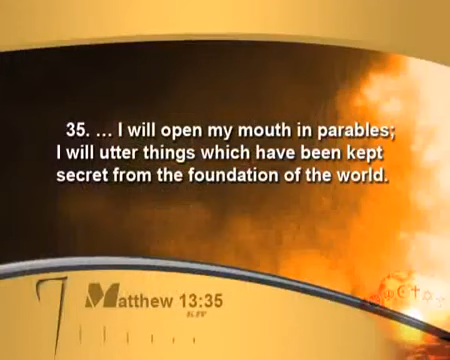 35. ... I will open my mouth in parables;
I will utter things which have been kept
secret from the foundation of the world.
Matthew 13:35
KJV